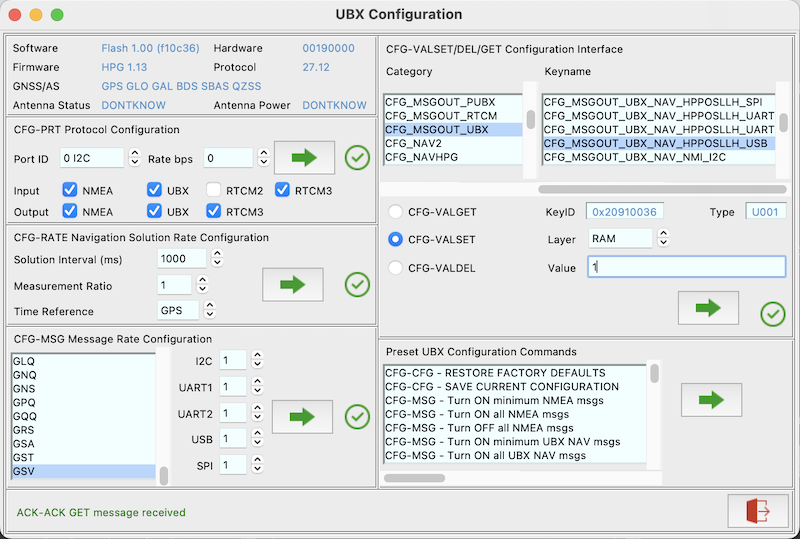 UBX Configuration
Software Flash 1.00 (f10c36) Hardware 00190000
Firmware HPG 1.13 Protocol 27.12
GNSS/AS GPS GLO GAL BDS SBAS QZSS
Antenna Status DONTKNOW Antenna Power DONTKNOW
CFG-PRT Protocol Configuration
Port ID 0 I2C Rate bps 0
Input NMEA UBX RTCM2 RTCM3
Output NMEA UBX RTCM3
CFG-RATE Navigation Solution Rate Configuration
Solution Interval (ms) 1000
Measurement Ratio 1
Time Reference GPS
CFG-MSG Message Rate Configuration
GLQ
GNQ
GNS
GPQ
GQQ
GRS
GSA
GST
GSV
I2C 1
UART1 1
UART2 1
USB 1
SPI 1
CFG-VALSET/DEL/GET Configuration Interface
Category Keyname
CFG_MSGOUT_PUBX
CFG_MSGOUT_RTCM
CFG_MSGOUT_UBX
CFG_NAV2
CFG_NAVHPG
CFG_MSGOUT_UBX_NAV_HPPOSLLH_SPI
CFG_MSGOUT_UBX_NAV_HPPOSLLH_UART
CFG_MSGOUT_UBX_NAV_HPPOSLLH_UART
CFG_MSGOUT_UBX_NAV_HPPOSLLH_USB
CFG_MSGOUT_UBX_NAV_NMI_I2C
CFG-VALGET KeyID 0x20910036 Type U001
CFG-VALSET Layer RAM
CFG-VALDEL Value 1
Preset UBX Configuration Commands
CFG-CFG - RESTORE FACTORY DEFAULTS
CFG-CFG - SAVE CURRENT CONFIGURATION
CFG-MSG - Turn ON minimum NMEA msgs
CFG-MSG - Turn ON all NMEA msgs
CFG-MSG - Turn OFF all NMEA msgs
CFG-MSG - Turn ON minimum UBX NAV msgs
CFG-MSG - Turn ON all UBX NAV msgs
ACK-ACK GET message received